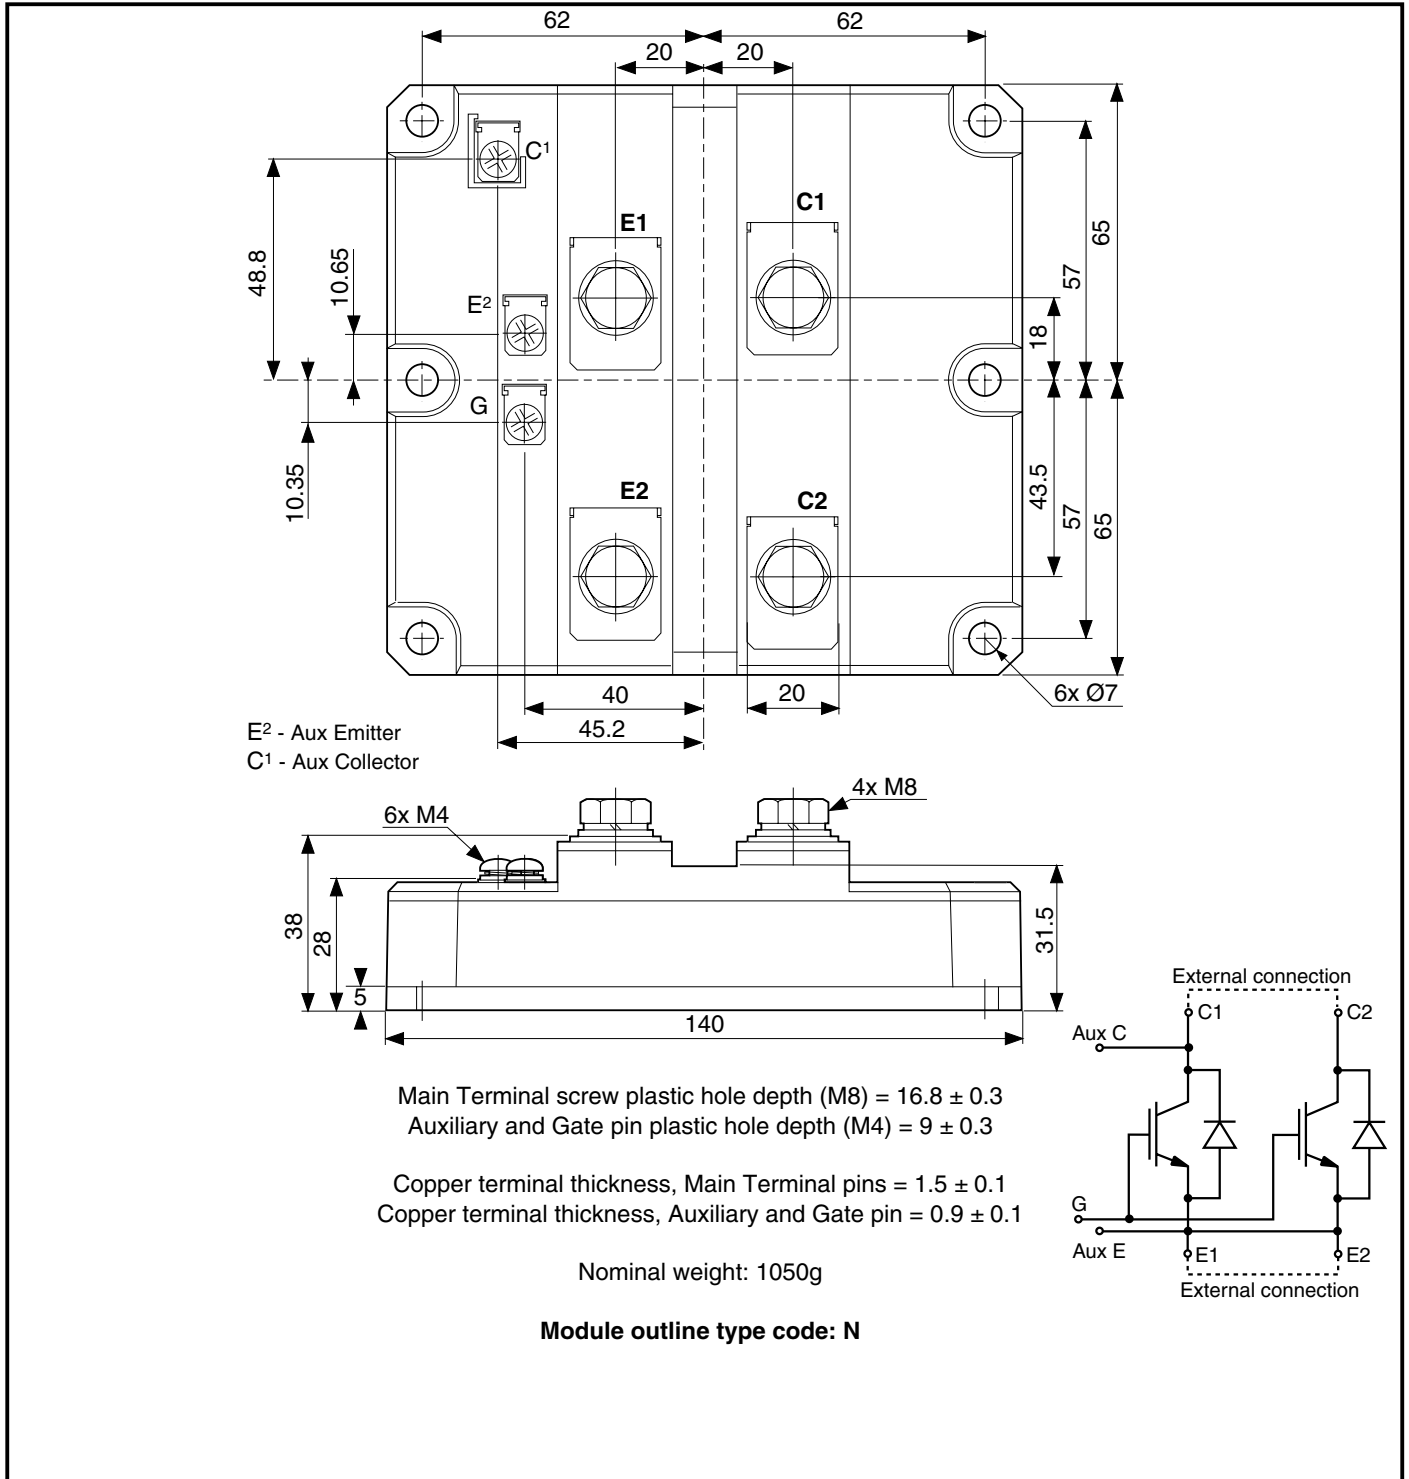 62
62
20
20
C¹
C1
E1
48.8
10.65
E²
57
65
18
G
10.35
E2
C2
43.5
57
65
6x Ø7
40
20
45.2
E² - Aux Emitter
C¹ - Aux Collector
6x M4
4x M8
38
28
5
31.5
140
External connection
C1
C2
Aux C
G
Aux E
E1
E2
External connection
Main Terminal screw plastic hole depth (M8) = 16.8 ± 0.3
Auxiliary and Gate pin plastic hole depth (M4) = 9 ± 0.3
Copper terminal thickness, Main Terminal pins = 1.5 ± 0.1
Copper terminal thickness, Auxiliary and Gate pin = 0.9 ± 0.1
Nominal weight: 1050g
Module outline type code: N